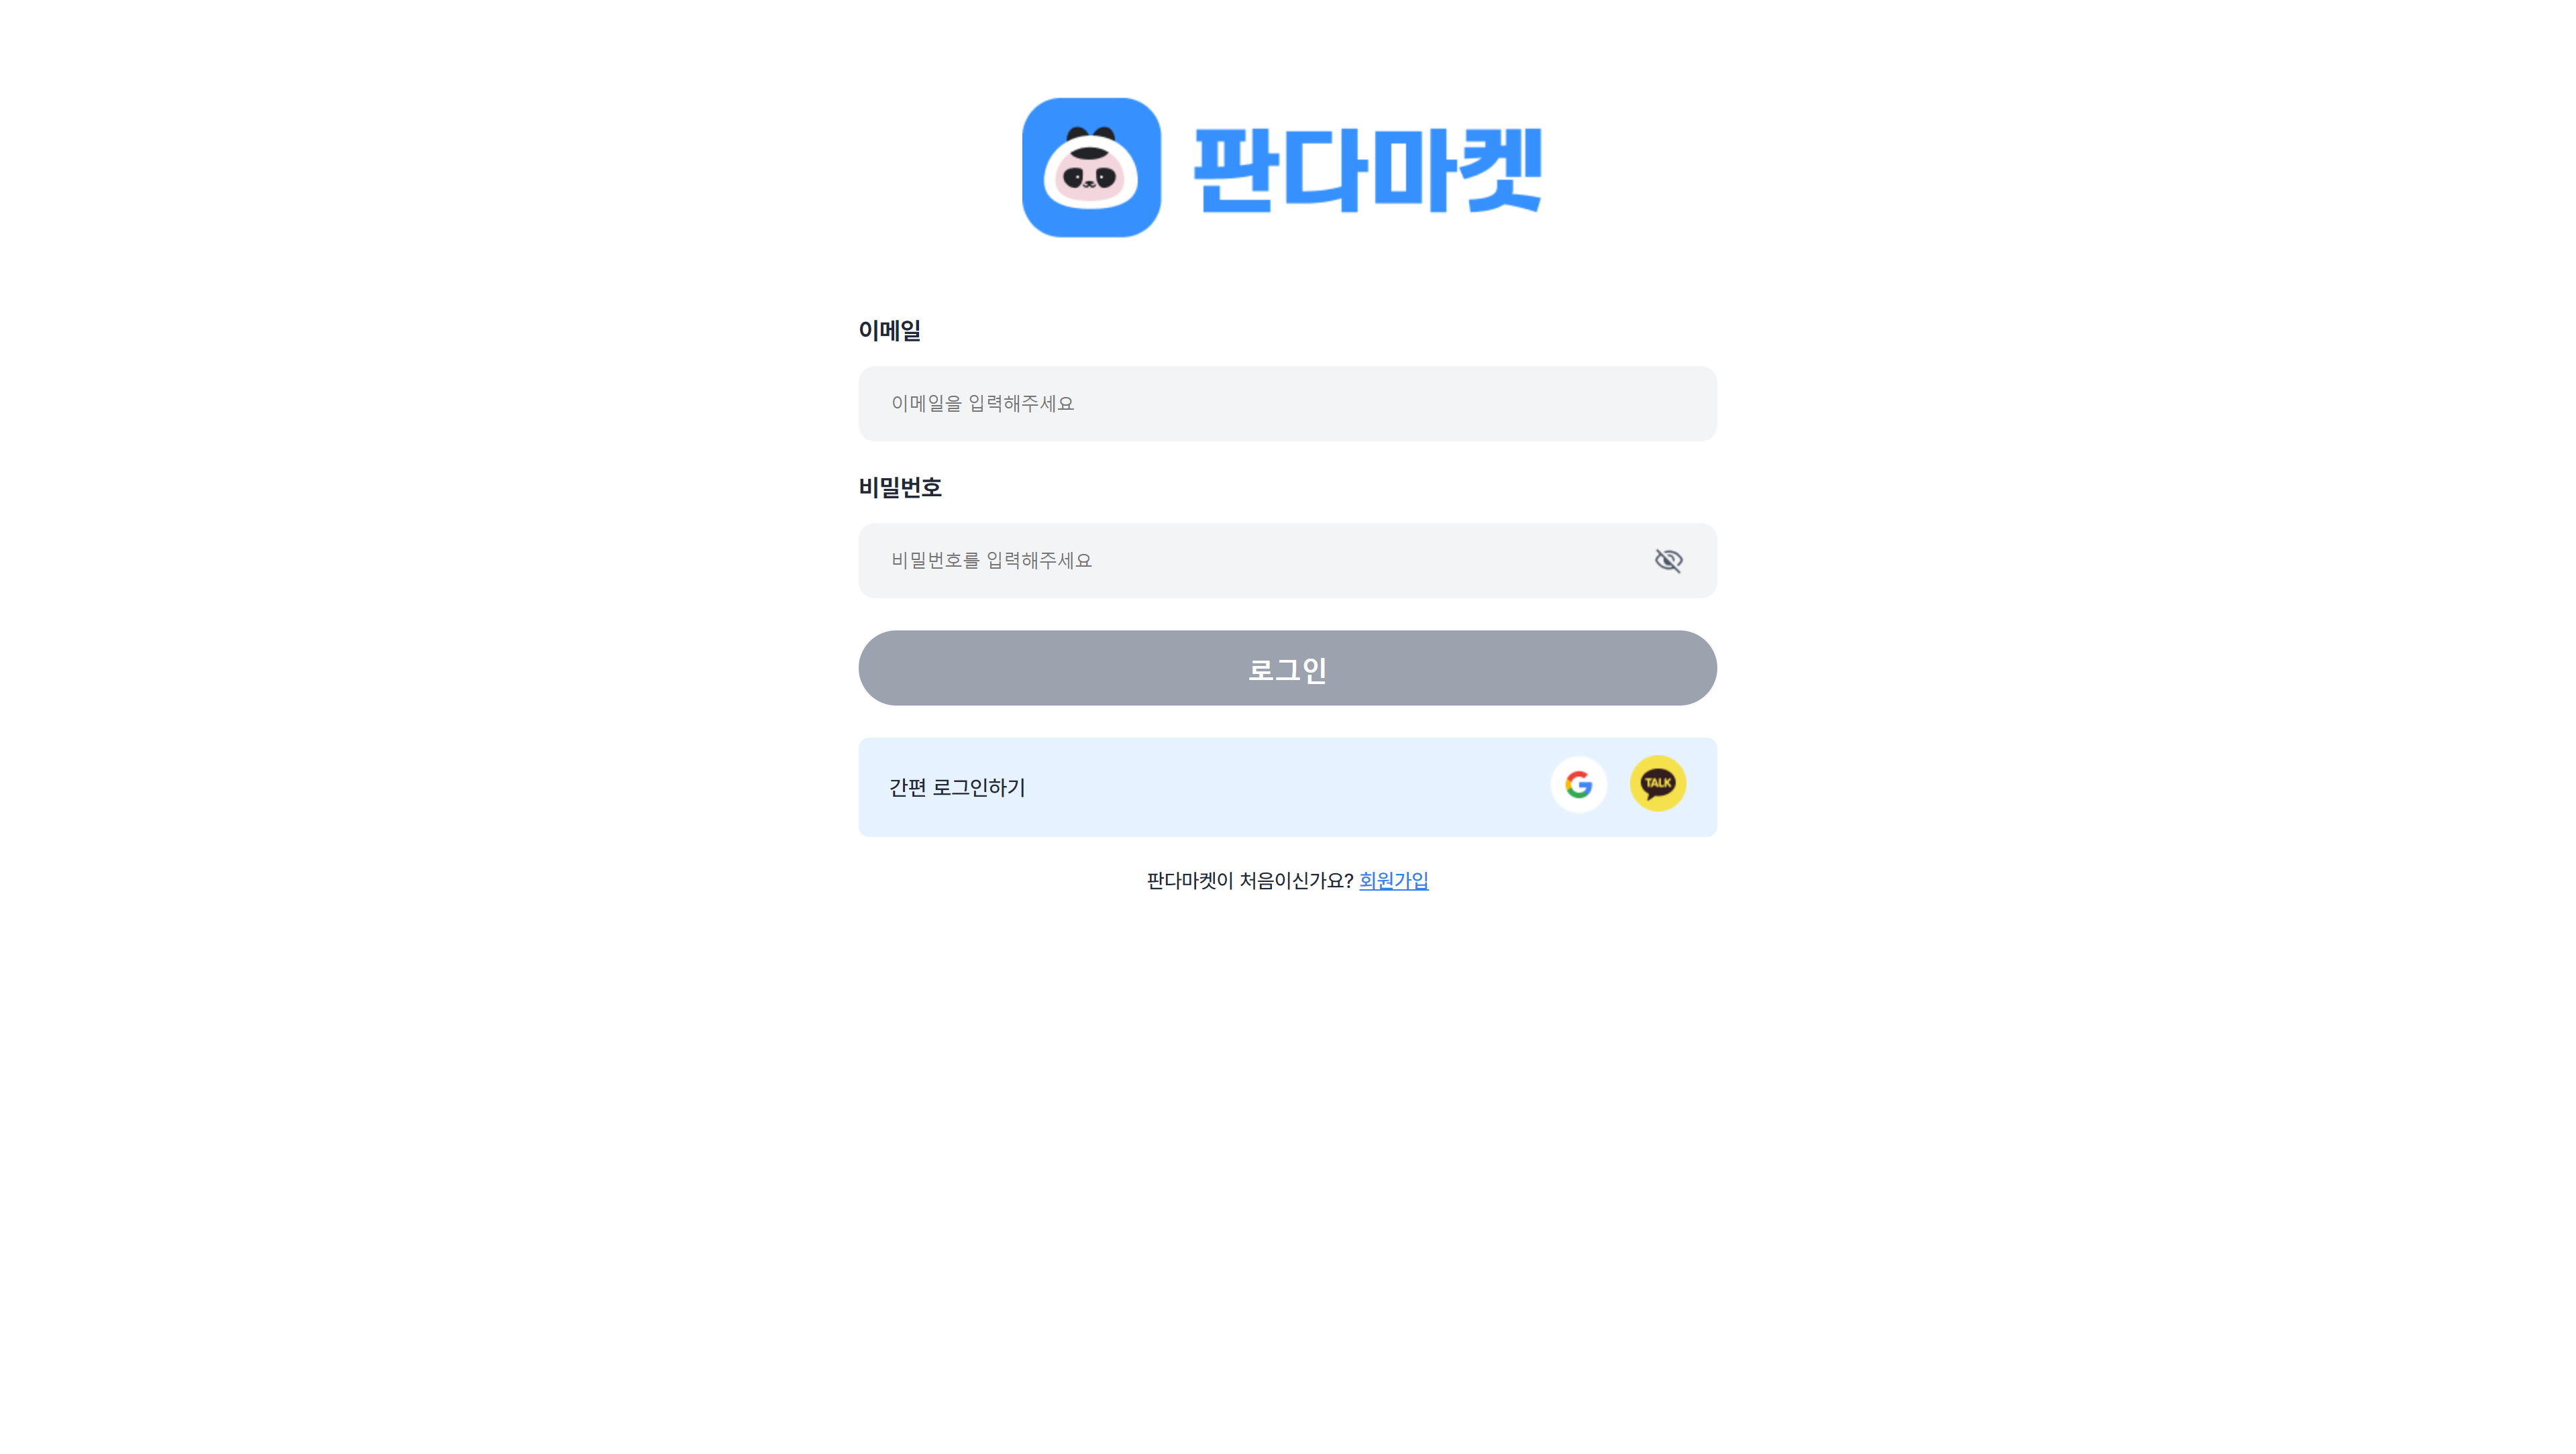 판다마켓
이메일
이메일을 입력해주세요
비밀번호
비밀번호를 입력해주세요
로그인
간편 로그인하기
G
TALK
판다마켓이 처음이신가요? 회원가입